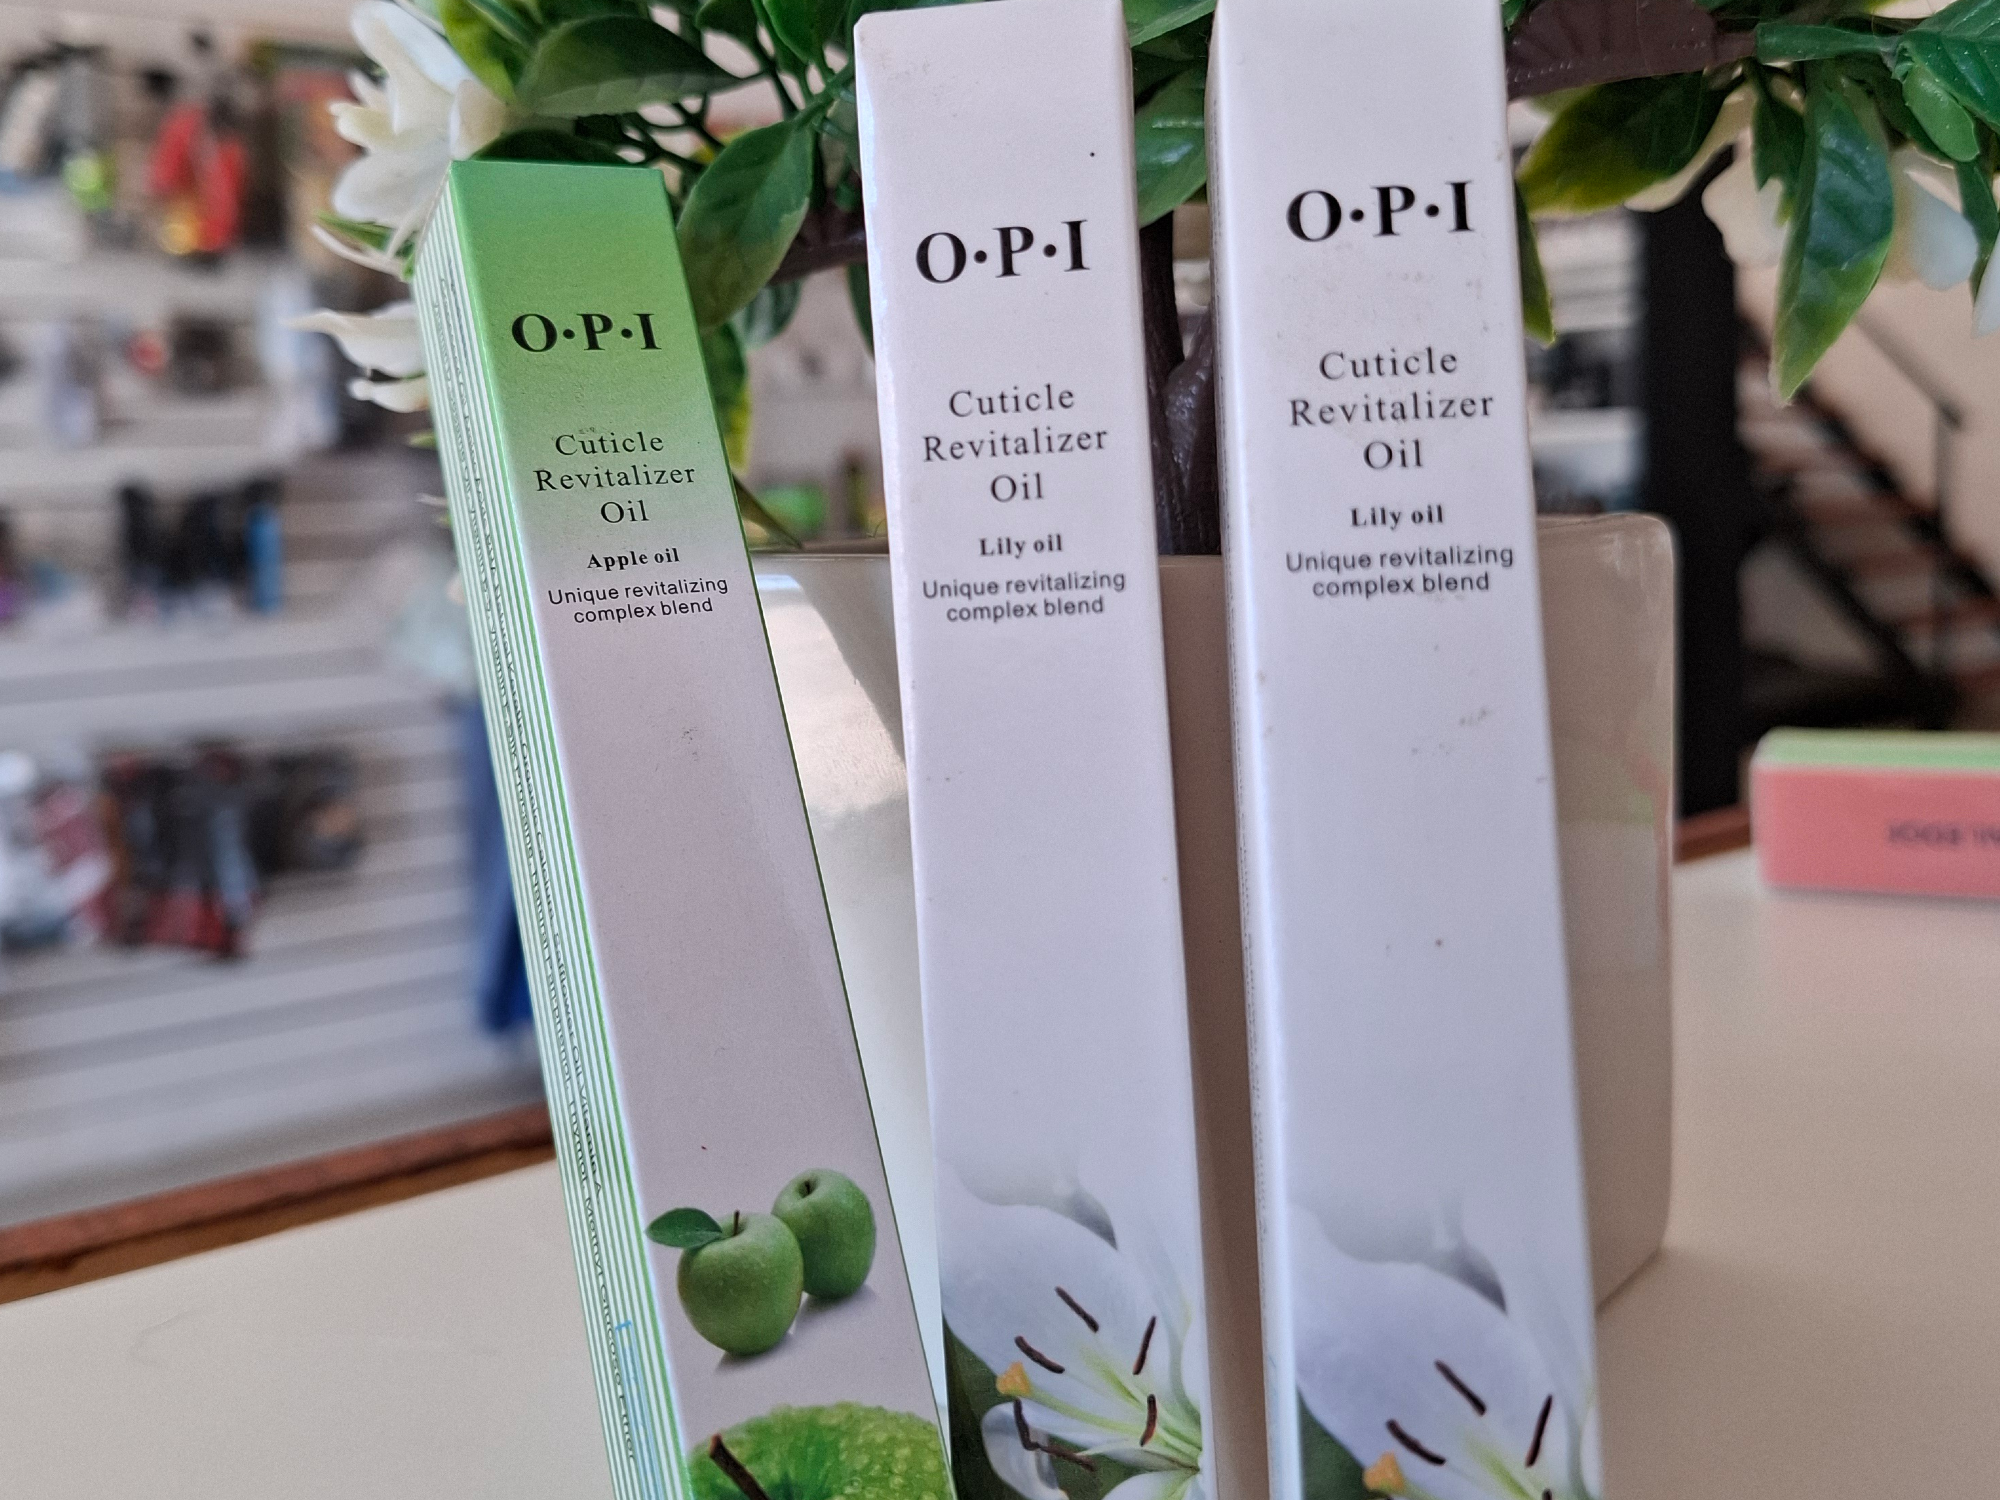 O·P·I
Cuticle
Revitalizer
Oil
Apple oil
Unique revitalizing
complex blend
O·P·I
Cuticle
Revitalizer
Oil
Lily oil
Unique revitalizing
complex blend
O·P·I
Cuticle
Revitalizer
Oil
Lily oil
Unique revitalizing
complex blend